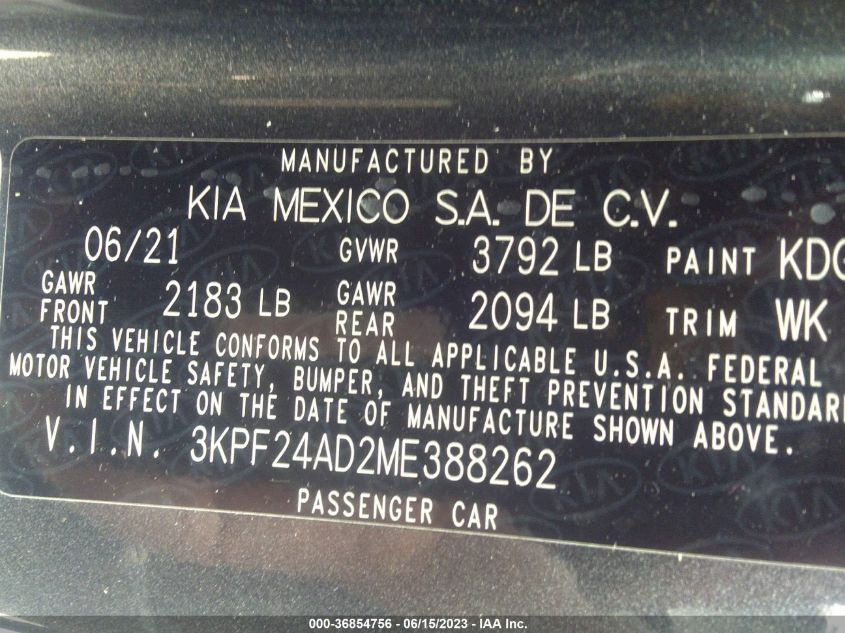 MANUFACTURED BY
KIA MEXICO S.A. DE C.V.
06/21 GVWR 3792 LB PAINT KDG
GAWR FRONT 2183 LB GAWR REAR 2094 LB TRIM WK
THIS VEHICLE CONFORMS TO ALL APPLICABLE U.S.A. FEDERAL
MOTOR VEHICLE SAFETY, BUMPER, AND THEFT PREVENTION STANDARD
IN EFFECT ON THE DATE OF MANUFACTURE SHOWN ABOVE.
V.I.N. 3KPF24AD2ME388262
PASSENGER CAR
000-36854756 - 06/15/2023 - IAA Inc.